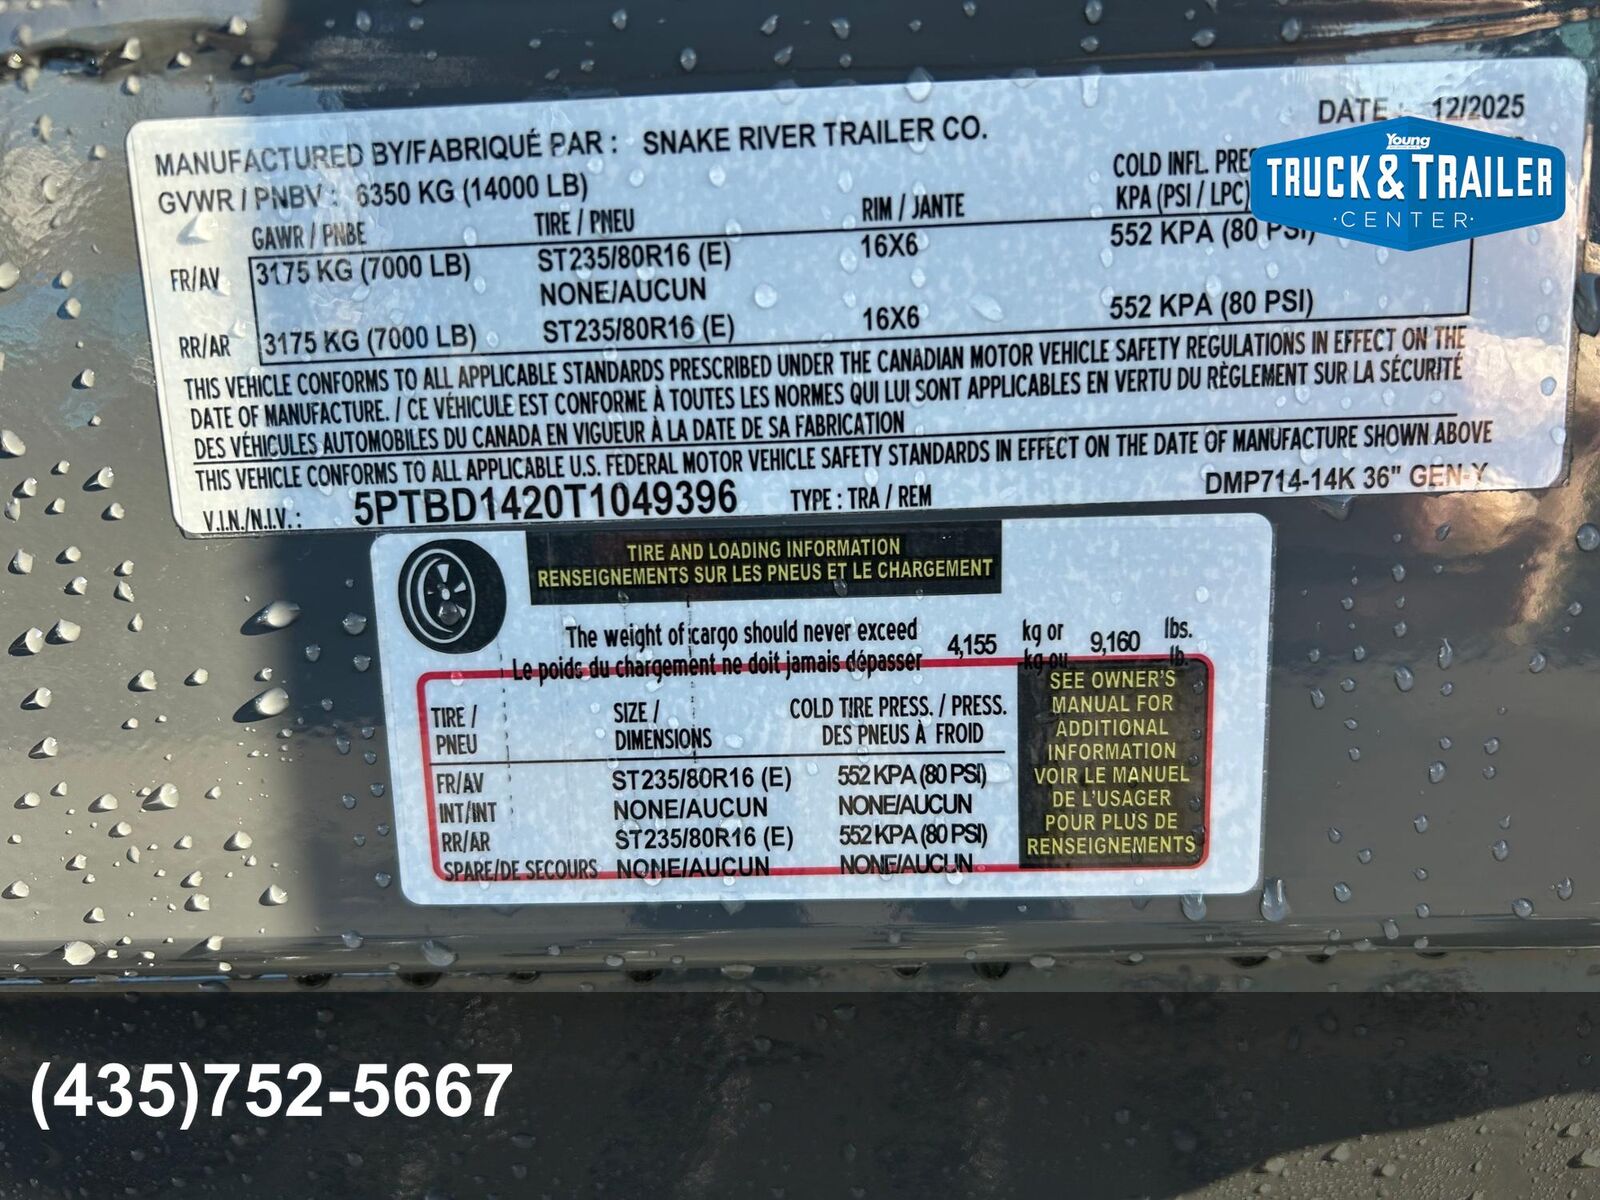 MANUFACTURED BY/FABRIQUÉ PAR : SNAKE RIVER TRAILER CO. DATE : 12/2025
GVWR / PNBV : 6350 KG (14000 LB)
GAWR / PNBE TIRE / PNEU RIM / JANTE COLD INFL. KPA (PSI / LPC)
FR/AV 3175 KG (7000 LB) ST235/80R16 (E) 16X6 552 KPA (80 PSI)
NONE/AUCUN
RR/AR 3175 KG (7000 LB) ST235/80R16 (E) 16X6 552 KPA (80 PSI)
THIS VEHICLE CONFORMS TO ALL APPLICABLE STANDARDS PRESCRIBED UNDER THE CANADIAN MOTOR VEHICLE SAFETY REGULATIONS IN EFFECT ON THE
DATE OF MANUFACTURE. / CE VÉHICULE EST CONFORME À TOUTES LES NORMES QUI LUI SONT APPLICABLES EN VERTU DU RÈGLEMENT SUR LA SÉCURITÉ
DES VÉHICULES AUTOMOBILES DU CANADA EN VIGUEUR À LA DATE DE SA FABRICATION
THIS VEHICLE CONFORMS TO ALL APPLICABLE U.S. FEDERAL MOTOR VEHICLE SAFETY STANDARDS IN EFFECT ON THE DATE OF MANUFACTURE SHOWN ABOVE
V.I.N./N.I.V.: 5PTBD1420T1049396 TYPE : TRA / REM DMP714-14K 36" GEN-Y
Young
TRUCK & TRAILER
·CENTER·
TIRE AND LOADING INFORMATION
RENSEIGNEMENTS SUR LES PNEUS ET LE CHARGEMENT
The weight of cargo should never exceed 4,155 kg or 9,160 lbs.
Le poids du chargement ne doit jamais dépasser kg ou lb.
TIRE / SIZE / COLD TIRE PRESS. / PRESS.
PNEU DIMENSIONS DES PNEUS À FROID
FR/AV ST235/80R16 (E) 552 KPA (80 PSI)
INT/INT NONE/AUCUN NONE/AUCUN
RR/AR ST235/80R16 (E) 552 KPA (80 PSI)
SPARE/DE SECOURS NONE/AUCUN NONE/AUCUN
SEE OWNER'S
MANUAL FOR
ADDITIONAL
INFORMATION
VOIR LE MANUEL
DE L'USAGER
POUR PLUS DE
RENSEIGNEMENTS
(435)752-5667